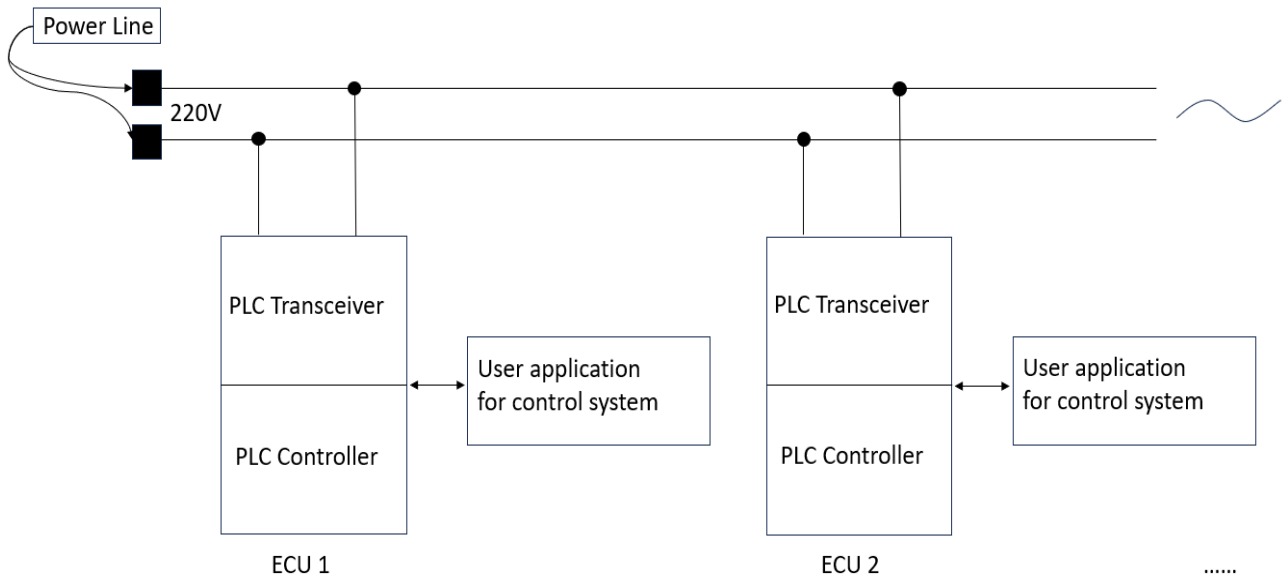 Power Line
220V
PLC Transceiver
PLC Transceiver
User application
for control system
User application
for control system
PLC Controller
PLC Controller
ECU 1
ECU 2
......